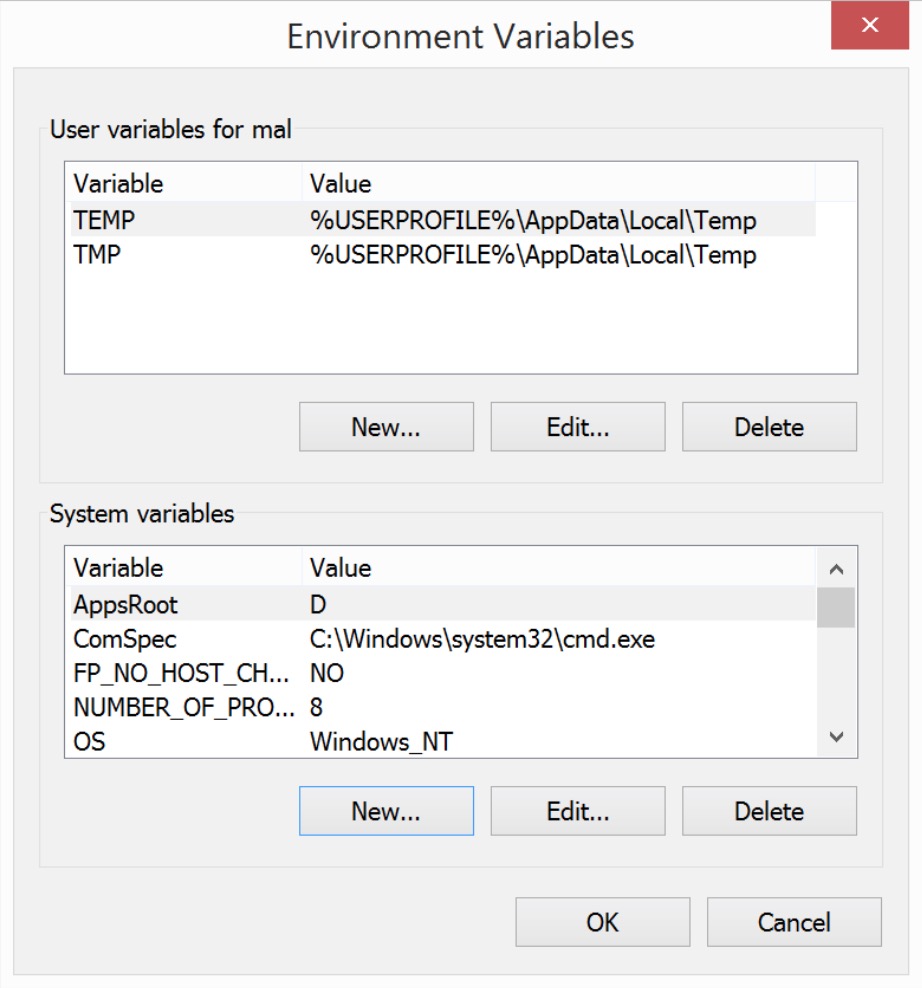 Environment Variables
User variables for mal
Variable Value
TEMP %USERPROFILE%\AppData\Local\Temp
TMP %USERPROFILE%\AppData\Local\Temp
New... Edit... Delete
System variables
Variable Value
AppsRoot D
ComSpec C:\Windows\system32\cmd.exe
FP_NO_HOST_CH... NO
NUMBER_OF_PRO... 8
OS Windows_NT
New... Edit... Delete
OK Cancel